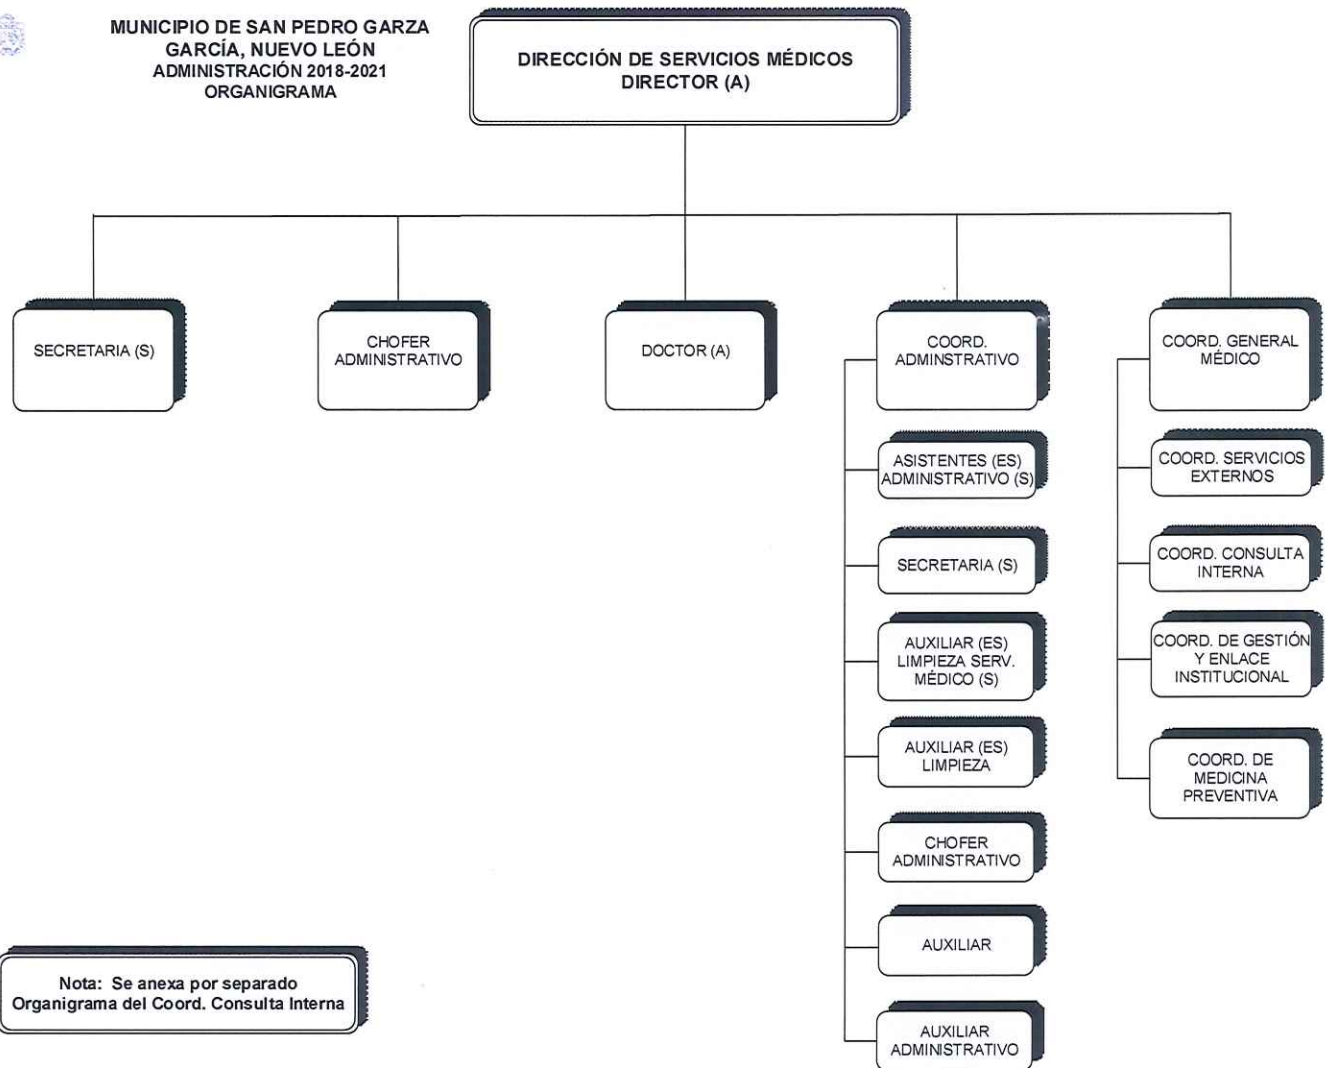 MUNICIPIO DE SAN PEDRO GARZA
GARCÍA, NUEVO LEÓN
ADMINISTRACIÓN 2018-2021
ORGANIGRAMA
DIRECCIÓN DE SERVICIOS MÉDICOS
DIRECTOR (A)
SECRETARIA (S)
CHOFER
ADMINISTRATIVO
DOCTOR (A)
COORD.
ADMINSTRATIVO
COORD. GENERAL
MÉDICO
ASISTENTES (ES)
ADMINISTRATIVO (S)
SECRETARIA (S)
AUXILIAR (ES)
LIMPIEZA SERV.
MÉDICO (S)
AUXILIAR (ES)
LIMPIEZA
CHOFER
ADMINISTRATIVO
AUXILIAR
AUXILIAR
ADMINISTRATIVO
COORD. SERVICIOS
EXTERNOS
COORD. CONSULTA
INTERNA
COORD. DE GESTIÓN
Y ENLACE
INSTITUCIONAL
COORD. DE
MEDICINA
PREVENTIVA
Nota: Se anexa por separado
Organigrama del Coord. Consulta Interna